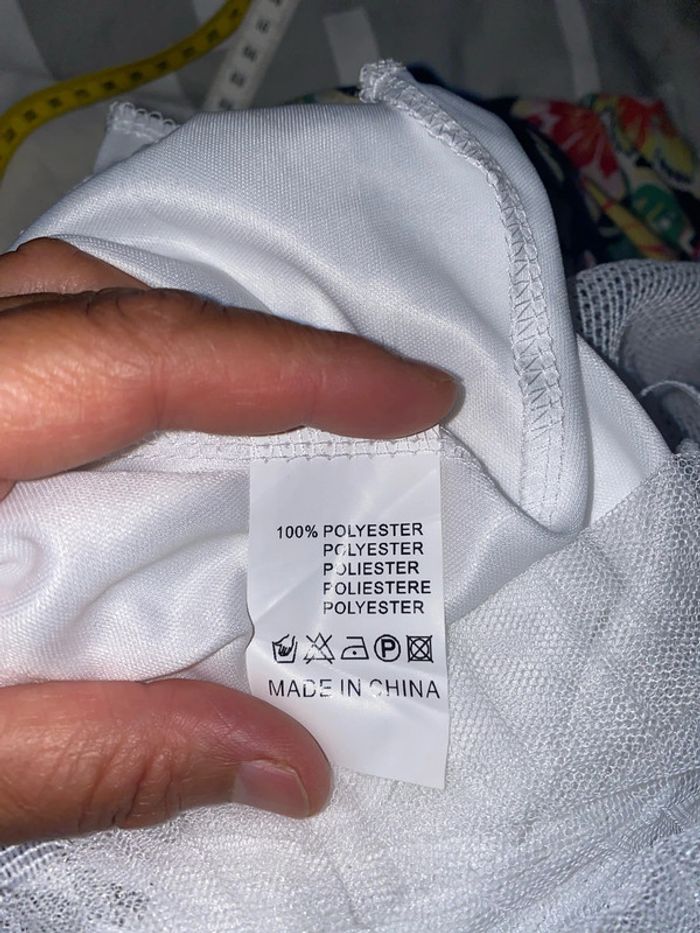 100% POLYESTER
POLYESTER
POLIESTER
POLIESTERE
POLYESTER
P
MADE IN CHINA